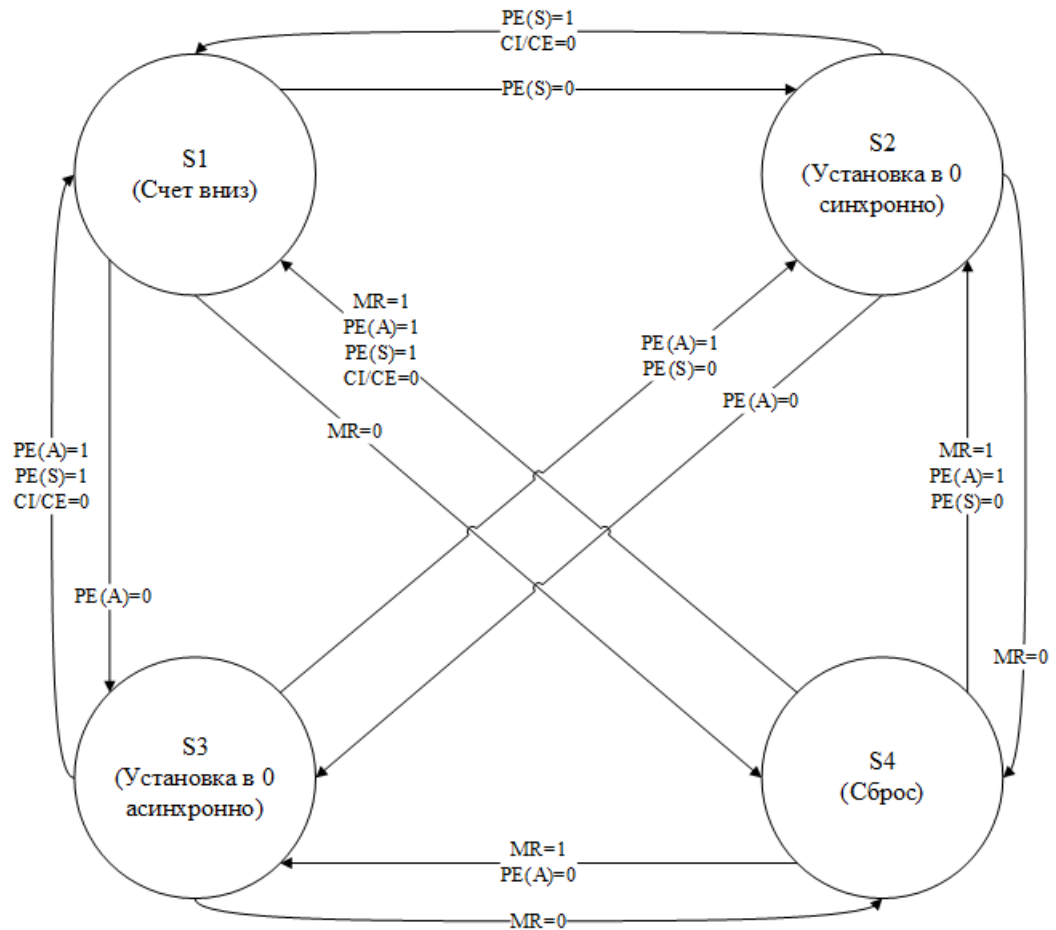 PE(S)=1
CI/CE=0
PE(S)=0
S1
(Счет вниз)
S2
(Установка в 0
синхронно)
MR=1
PE(A)=1
PE(S)=1
CI/CE=0
PE(A)=1
PE(S)=0
PE(A)=0
MR=0
PE(A)=1
PE(S)=1
CI/CE=0
MR=1
PE(A)=1
PE(S)=0
PE(A)=0
MR=0
S3
(Установка в 0
асинхронно)
S4
(Сброс)
MR=1
PE(A)=0
MR=0